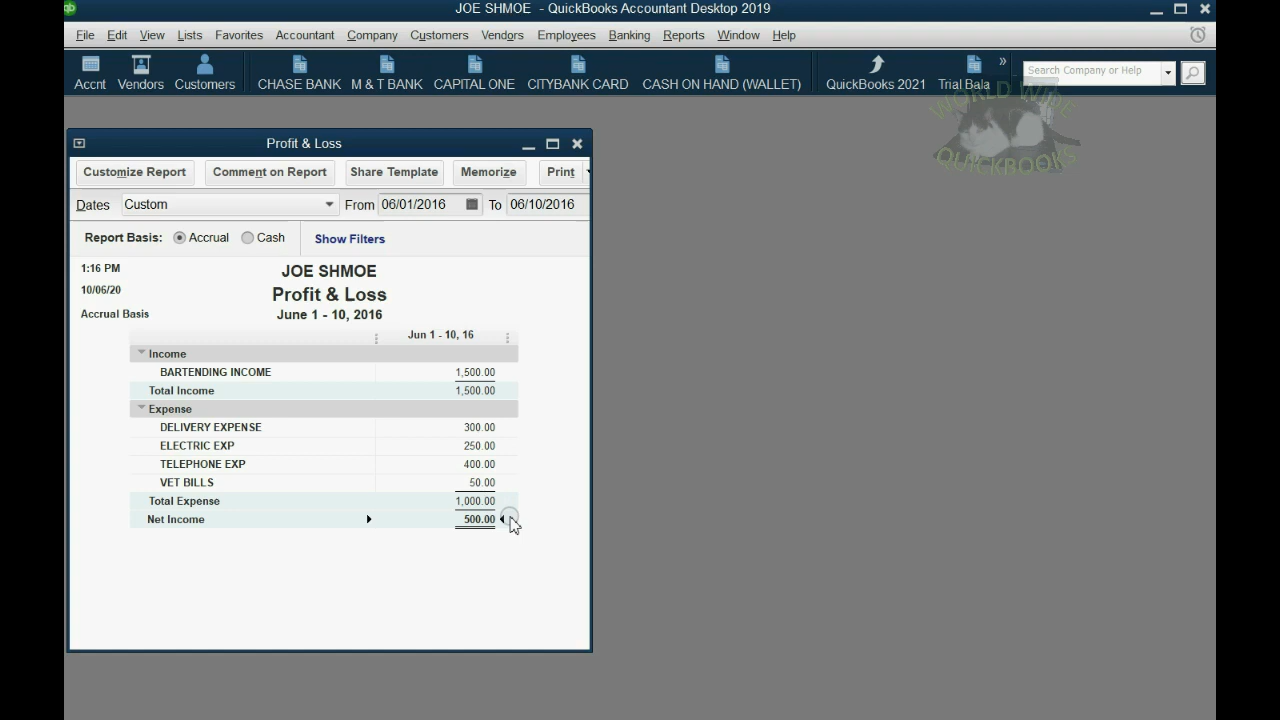 JOE SHMOE - QuickBooks Accountant Desktop 2019
File Edit View Lists Favorites Accountant Company Customers Vendors Employees Banking Reports Window Help
Accnt Vendors Customers CHASE BANK M & T BANK CAPITAL ONE CITYBANK CARD CASH ON HAND (WALLET) QuickBooks 2021 Trial Bala » Search Company or Help
WORLD WIDE
QUICKBOOKS
Profit & Loss
Customize Report Comment on Report Share Template Memorize Print
Dates Custom From 06/01/2016 To 06/10/2016
Report Basis: Accrual Cash Show Filters
1:16 PM JOE SHMOE
10/06/20 Profit & Loss
Accrual Basis June 1 - 10, 2016
Jun 1 - 10, 16
Income
BARTENDING INCOME 1,500.00
Total Income 1,500.00
Expense
DELIVERY EXPENSE 300.00
ELECTRIC EXP 250.00
TELEPHONE EXP 400.00
VET BILLS 50.00
Total Expense 1,000.00
Net Income 500.00